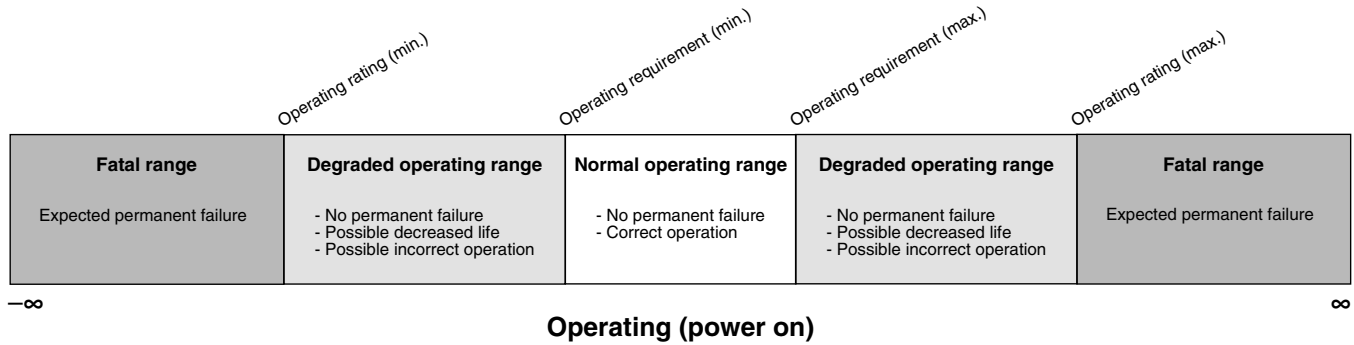 Operating rating (min.)
Operating requirement (min.)
Operating requirement (max.)
Operating rating (max.)
Fatal range
Expected permanent failure
Degraded operating range
- No permanent failure
- Possible decreased life
- Possible incorrect operation
Normal operating range
- No permanent failure
- Correct operation
Degraded operating range
- No permanent failure
- Possible decreased life
- Possible incorrect operation
Fatal range
Expected permanent failure
–∞
∞
Operating (power on)